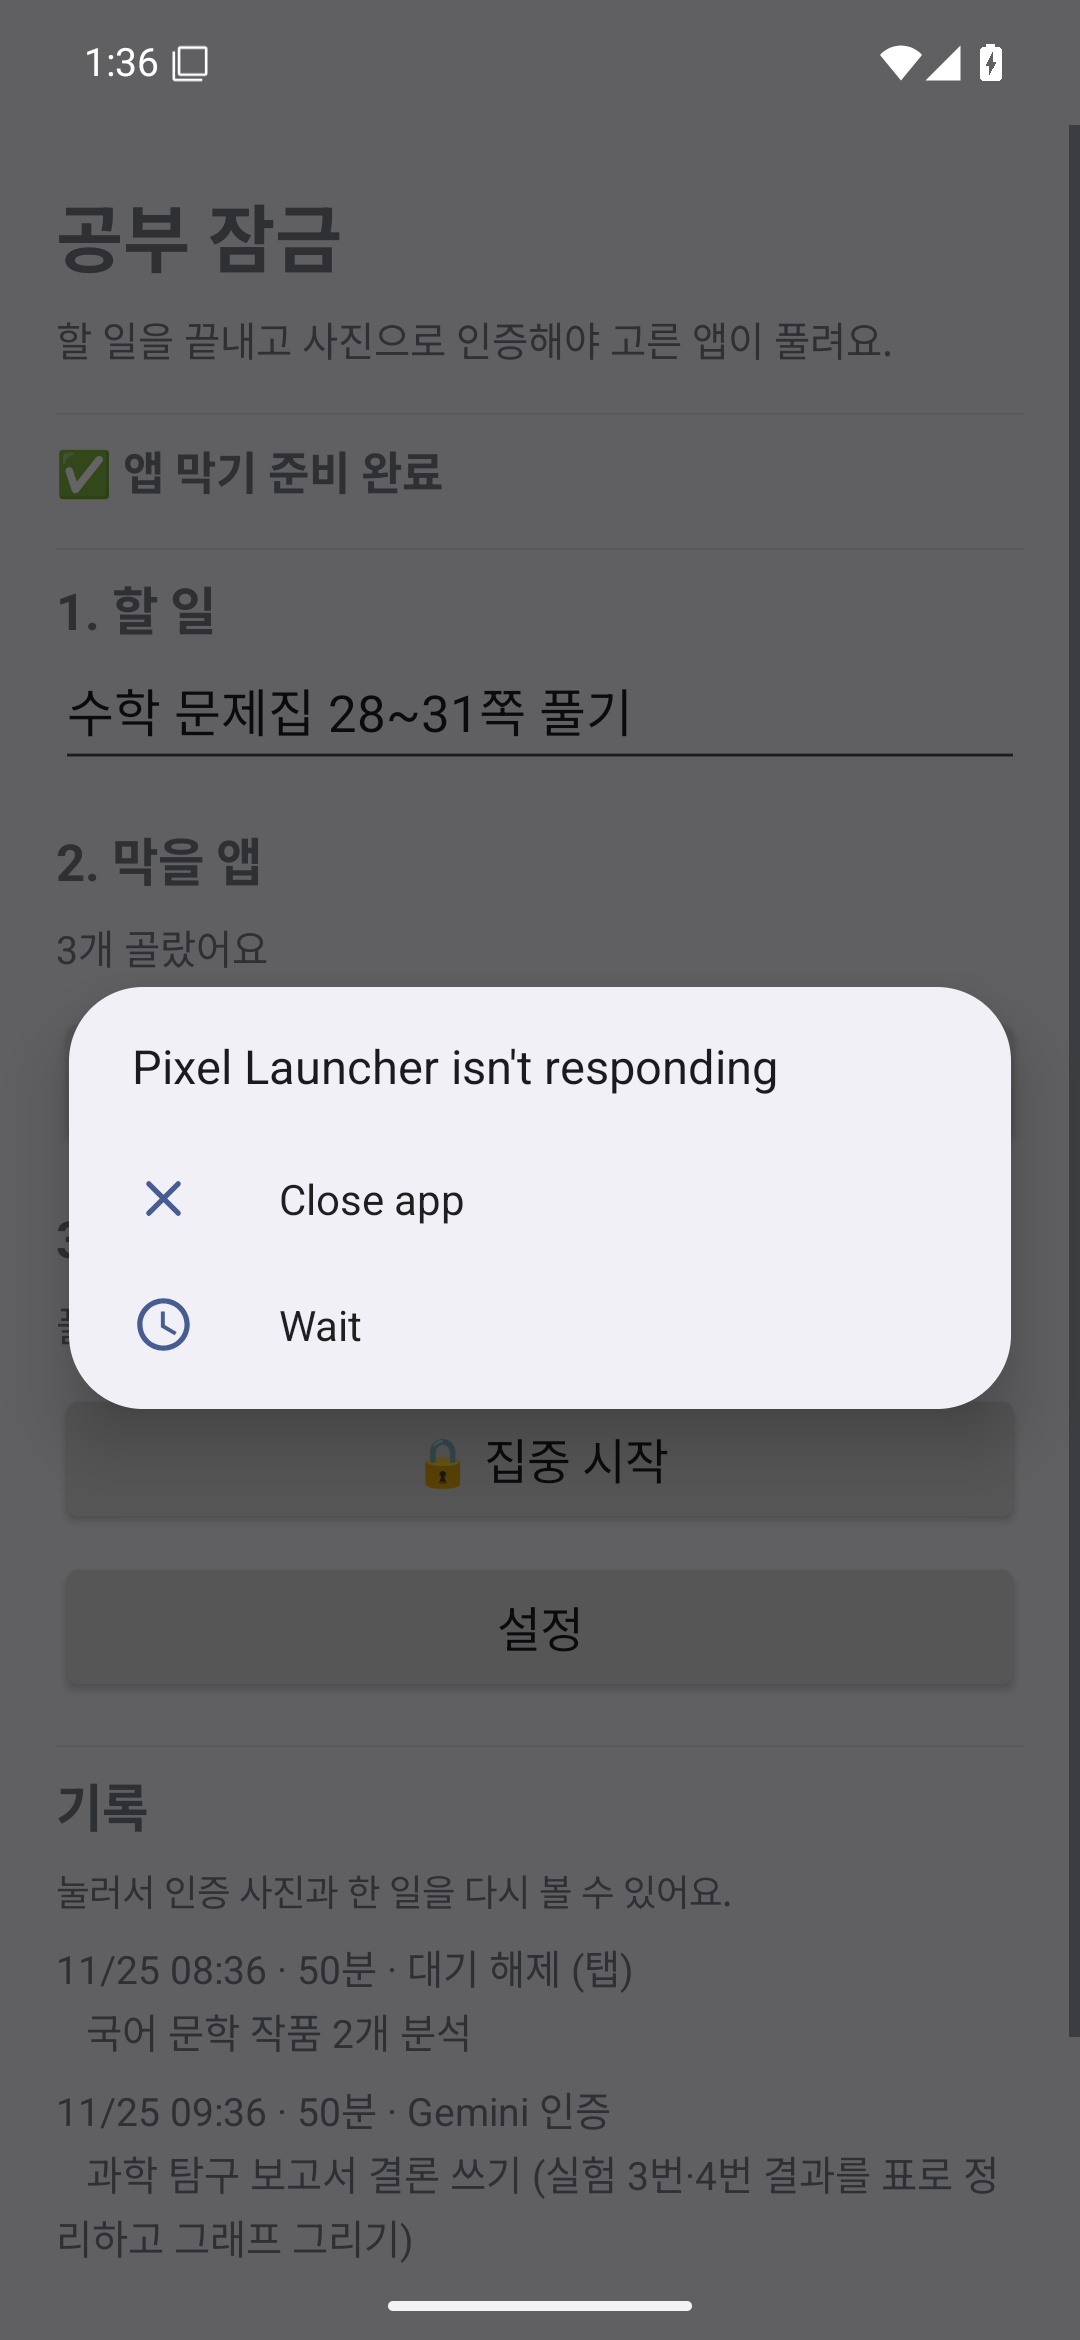 1:36
공부 잠금
할 일을 끝내고 사진으로 인증해야 고른 앱이 풀려요.
✅ 앱 막기 준비 완료
1. 할 일
수학 문제집 28~31쪽 풀기
2. 막을 앱
3개 골랐어요
Pixel Launcher isn't responding
Close app
Wait
🔒 집중 시작
설정
기록
눌러서 인증 사진과 한 일을 다시 볼 수 있어요.
11/25 08:36 · 50분 · 대기 해제 (탭)
국어 문학 작품 2개 분석
11/25 09:36 · 50분 · Gemini 인증
과학 탐구 보고서 결론 쓰기 (실험 3번·4번 결과를 표로 정
리하고 그래프 그리기)